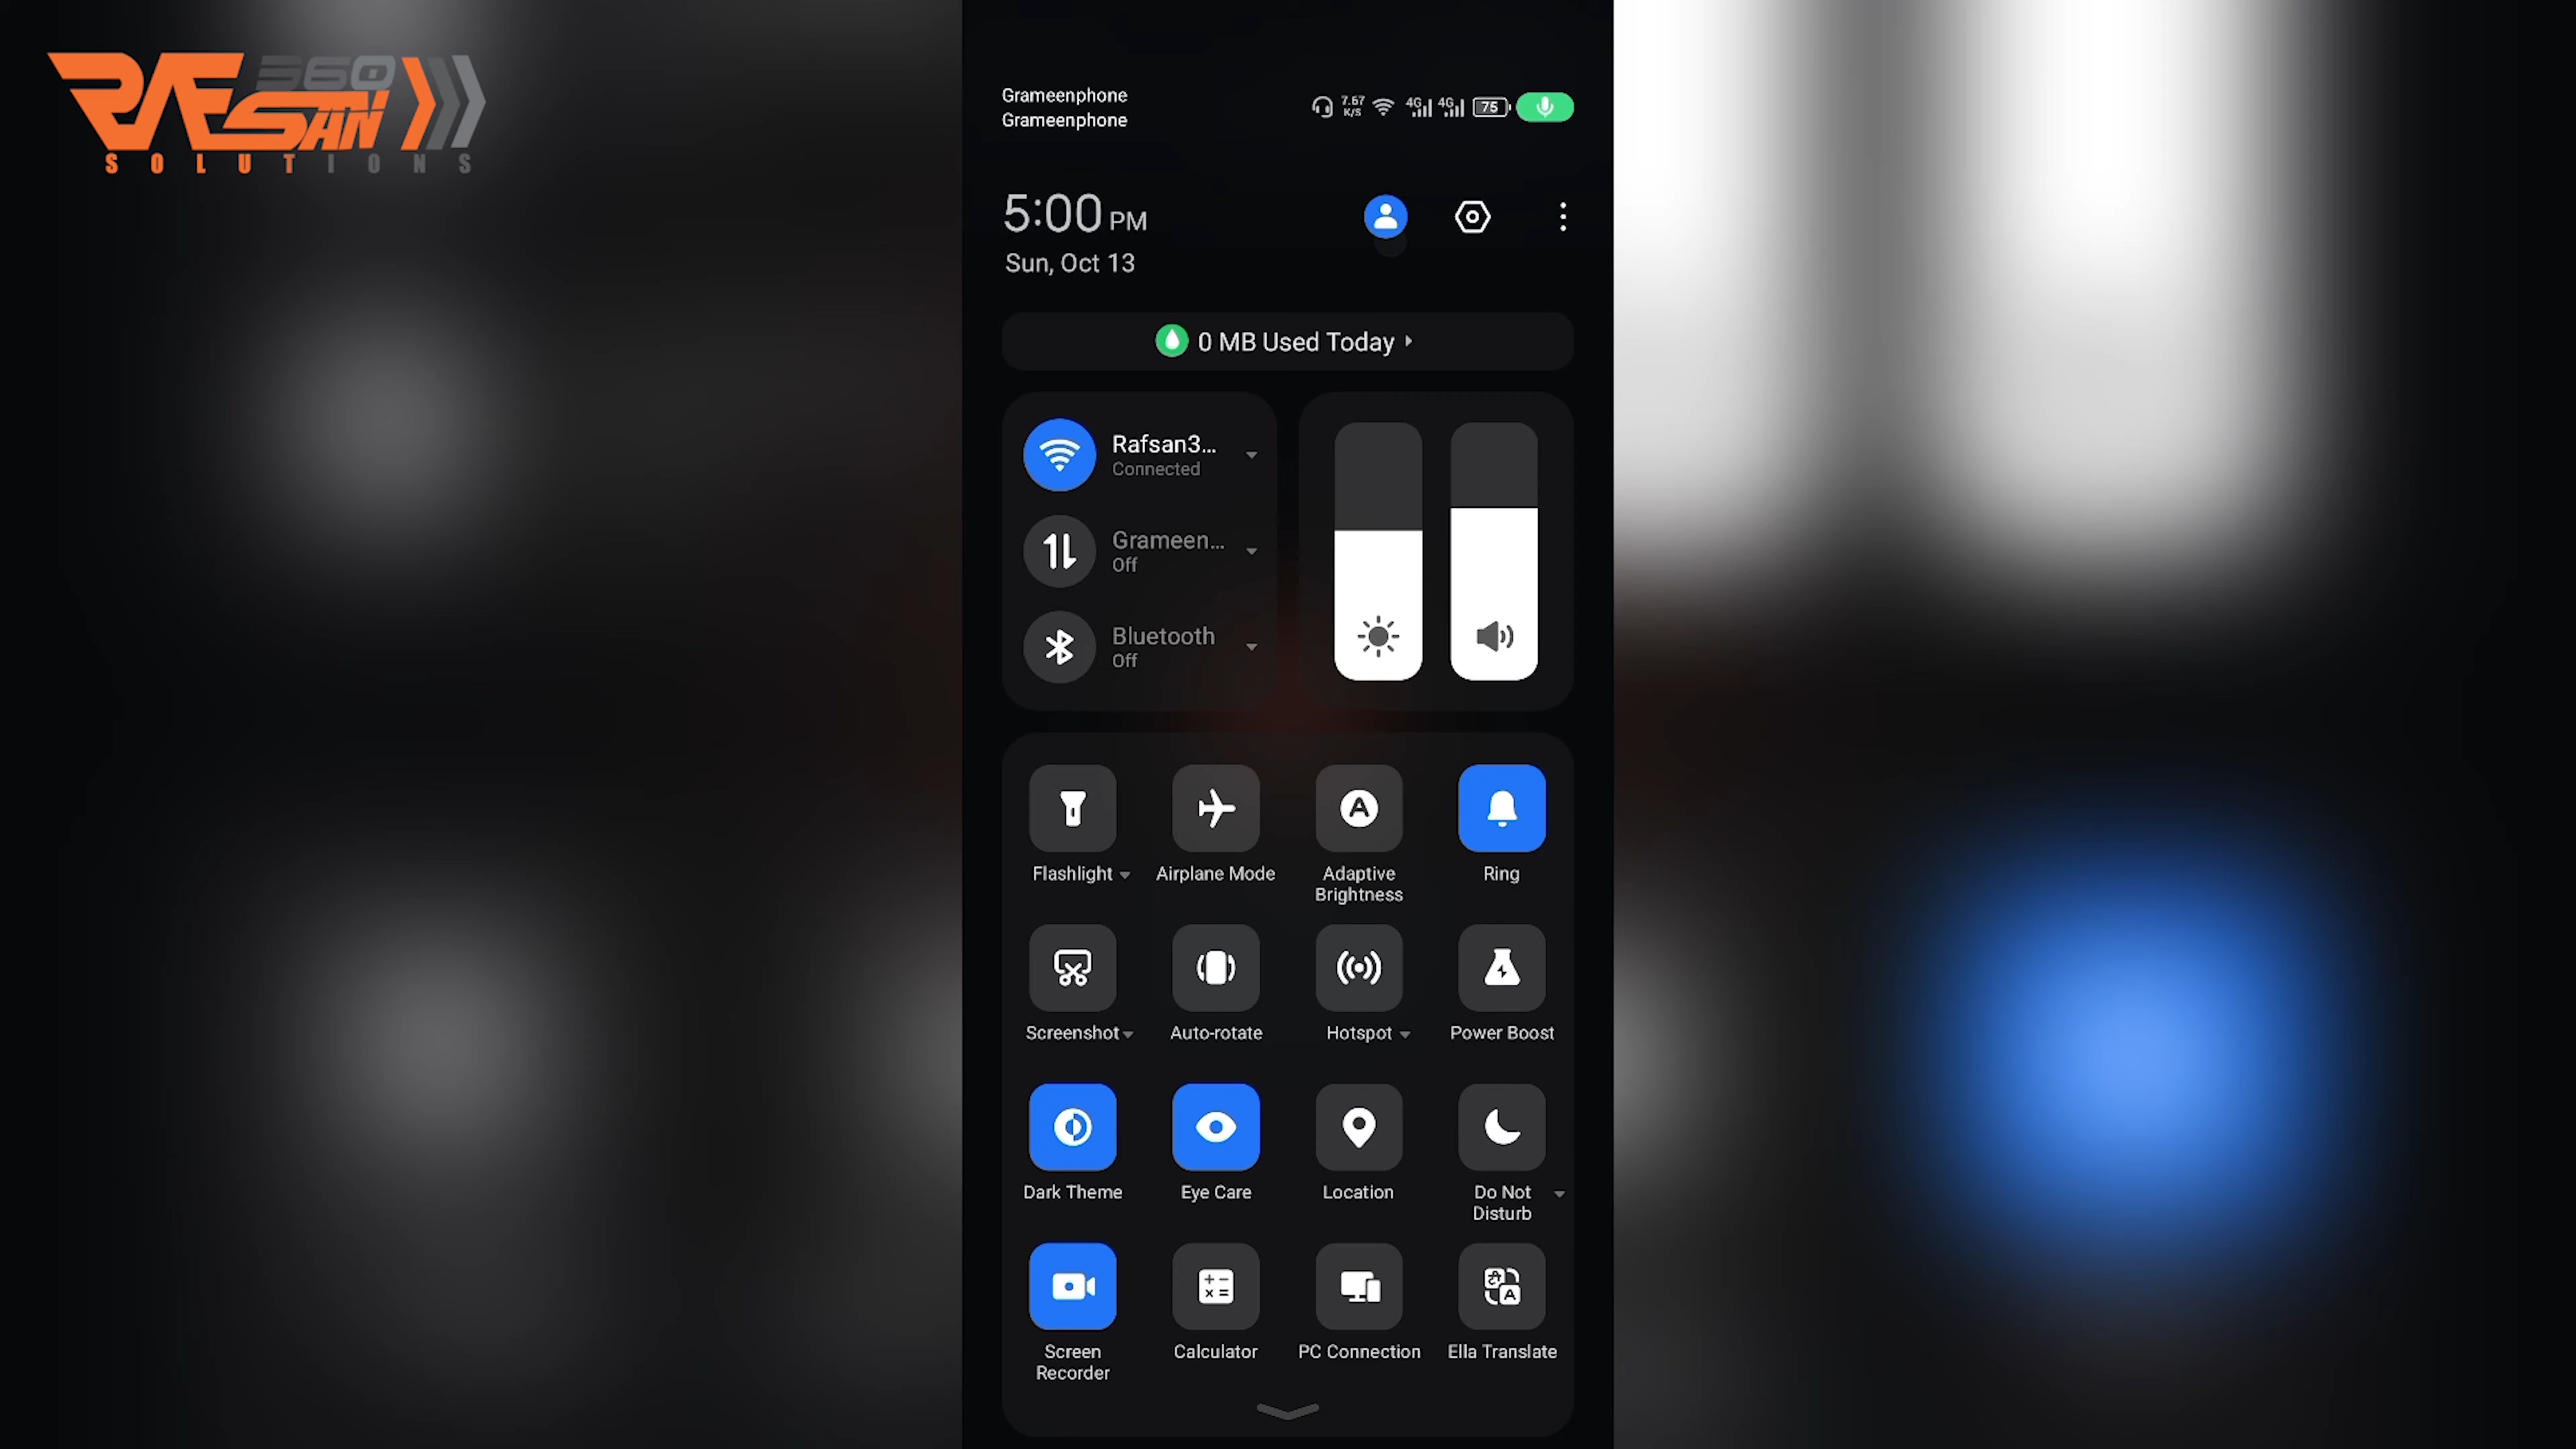 360
RAFSAN
SOLUTIONS
Grameenphone
Grameenphone
7.67
K/S
4G
4G
75
5:00 PM
Sun, Oct 13
0 MB Used Today
Rafsan3...
Connected
Grameen...
Off
Bluetooth
Off
Flashlight
Airplane Mode
Adaptive
Brightness
Ring
Screenshot
Auto-rotate
Hotspot
Power Boost
Dark Theme
Eye Care
Location
Do Not
Disturb
Screen
Recorder
Calculator
PC Connection
Ella Translate